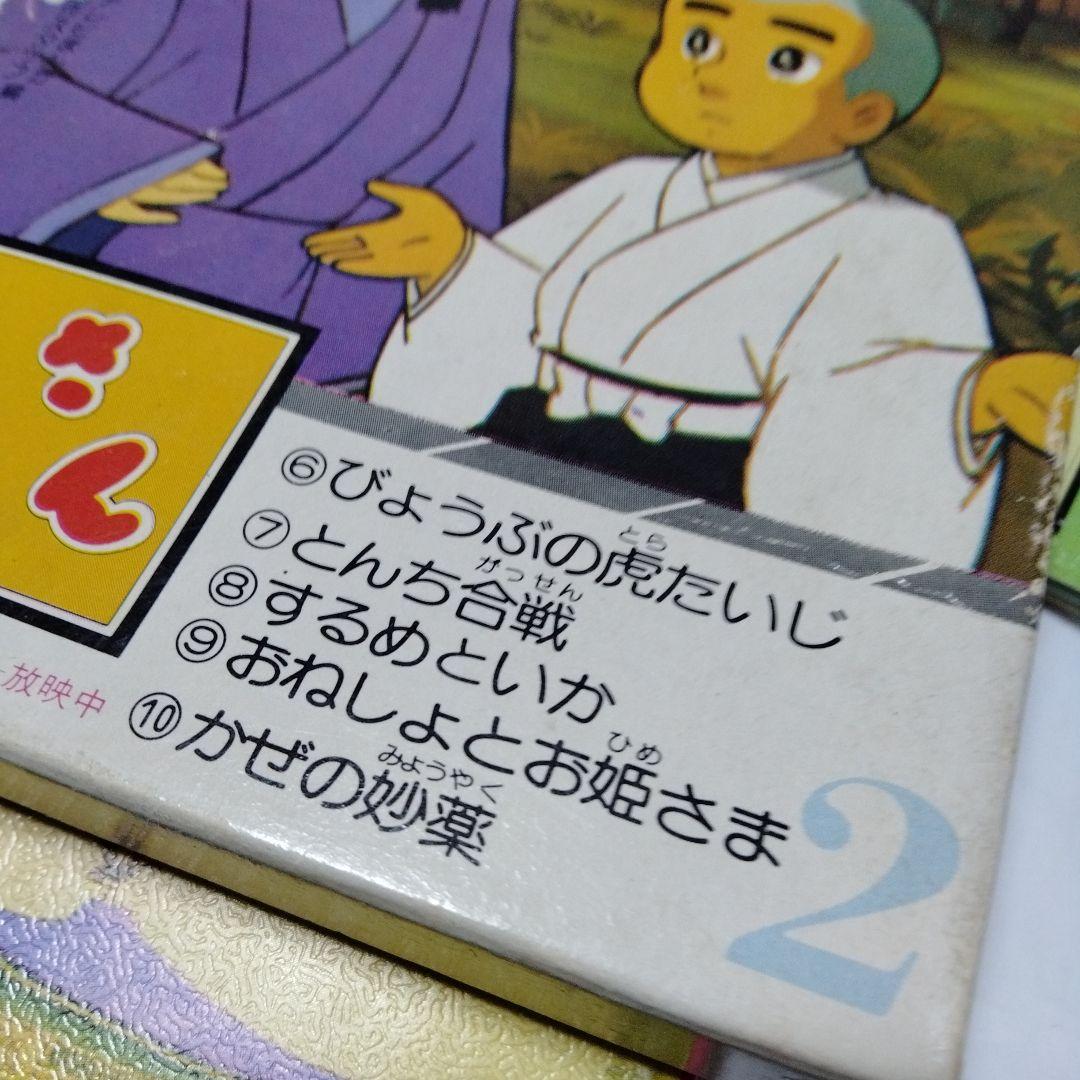 さん
⑥びょうぶの虎たいじ
とら
⑦とんち合戦
がっせん
⑧するめといか
⑨おねしょとお姫さま
ひめ
⑩かぜの妙薬
みょうやく
放映中
2